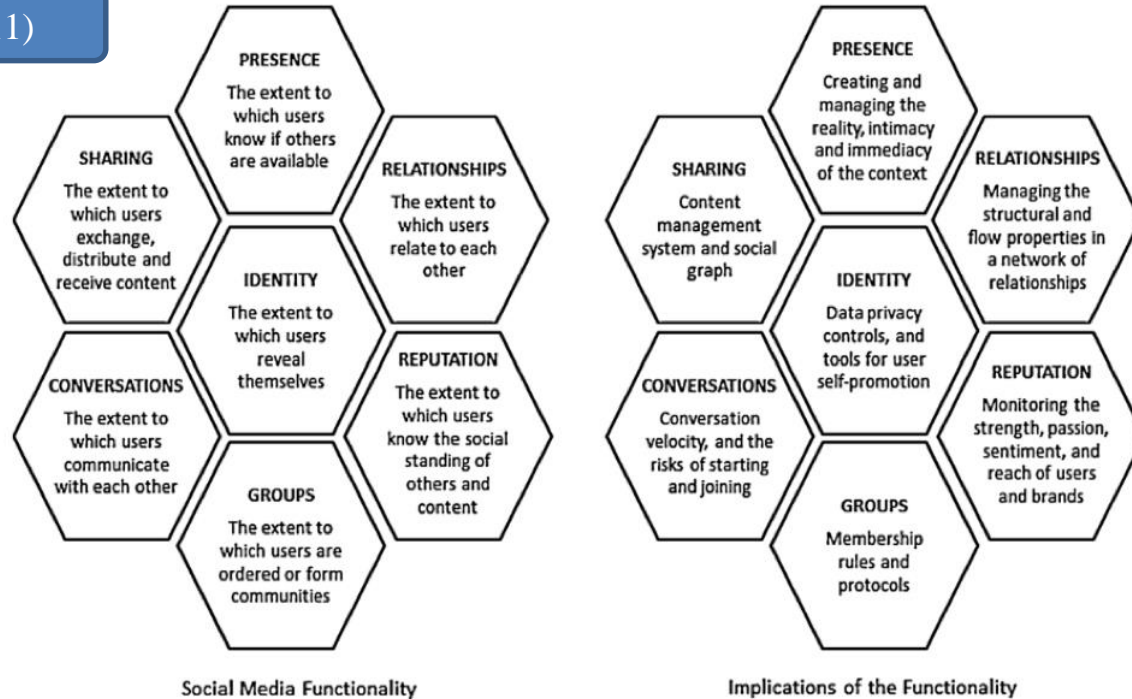 1)
PRESENCE
The extent to
which users
know if others
are available
SHARING
The extent to
which users
exchange,
distribute and
receive content
RELATIONSHIPS
The extent to
which users
relate to each
other
IDENTITY
The extent to
which users
reveal
themselves
CONVERSATIONS
The extent to
which users
communicate
with each other
REPUTATION
The extent to
which users
know the social
standing of
others and
content
GROUPS
The extent to
which users are
ordered or form
communities
Social Media Functionality
PRESENCE
Creating and
managing the
reality, intimacy
and immediacy
of the context
SHARING
Content
management
system and social
graph
RELATIONSHIPS
Managing the
structural and
flow properties in
a network of
relationships
IDENTITY
Data privacy
controls, and
tools for user
self-promotion
CONVERSATIONS
Conversation
velocity, and the
risks of starting
and joining
REPUTATION
Monitoring the
strength, passion,
sentiment, and
reach of users
and brands
GROUPS
Membership
rules and
protocols
Implications of the Functionality